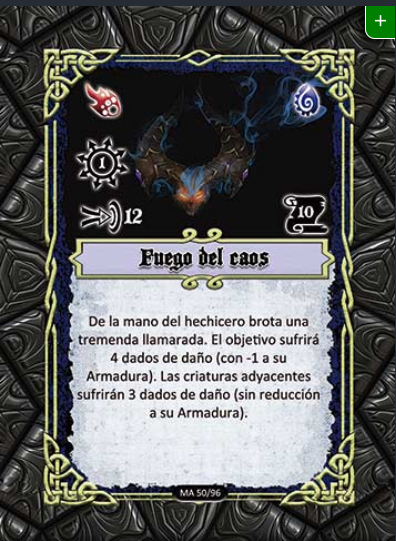 +
1
12
10
Fuego del caos
De la mano del hechicero brota una
tremenda llamarada. El objetivo sufrirá
4 dados de daño (con -1 a su
Armadura). Las criaturas adyacentes
sufrirán 3 dados de daño (sin reducción
a su Armadura).
MA 50/96